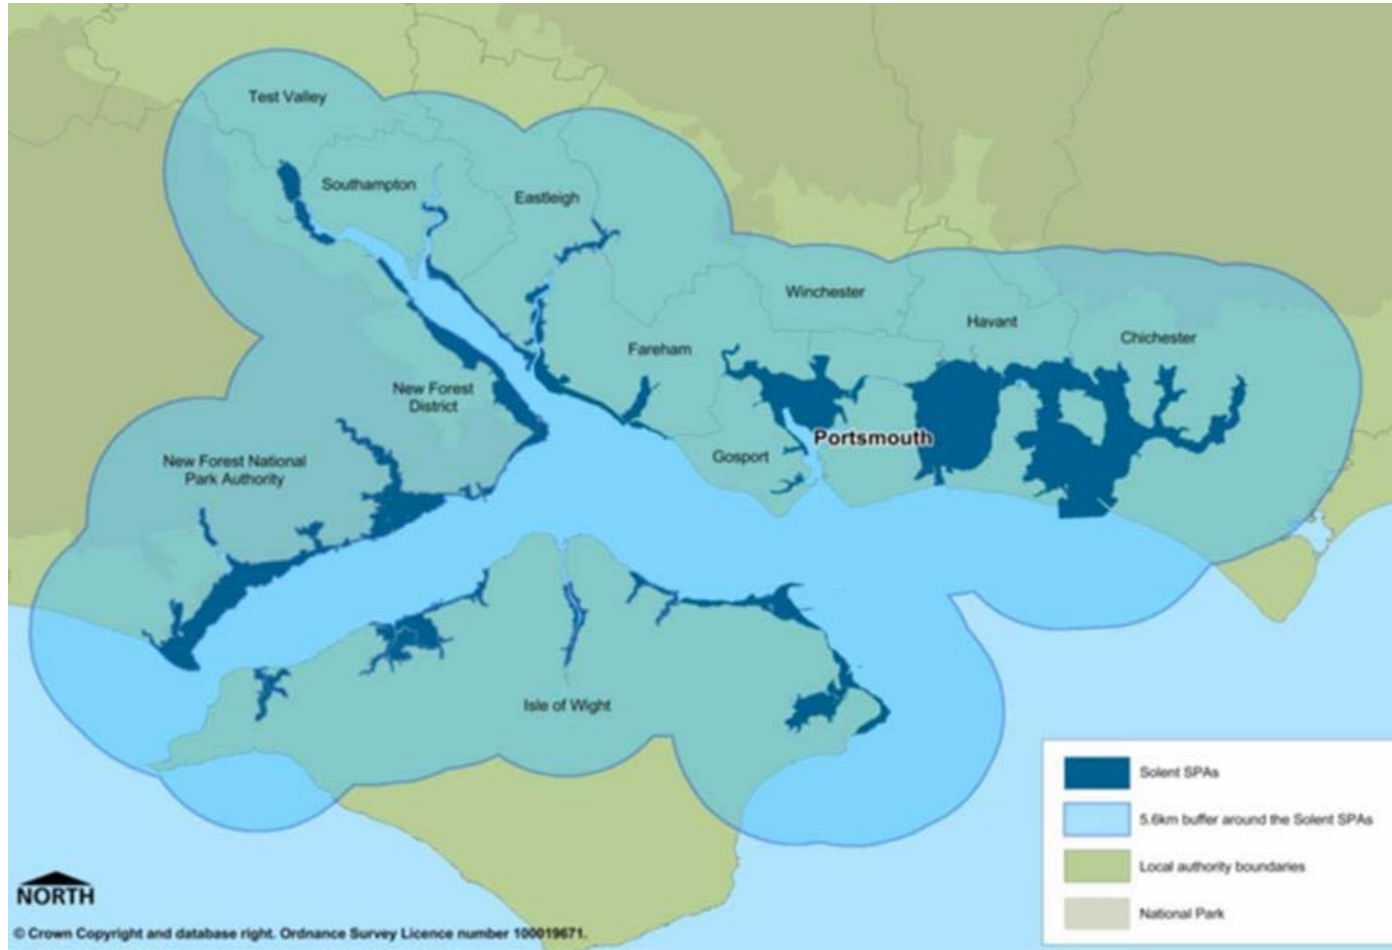 Test Valley
Southampton
Eastleigh
Winchester
Havant
Chichester
Fareham
New Forest
District
Portsmouth
Gosport
New Forest National
Park Authority
Isle of Wight
Solent SPAs
5.6km buffer around the Solent SPAs
Local authority boundaries
National Park
NORTH
© Crown Copyright and database right. Ordnance Survey Licence number 100019671.